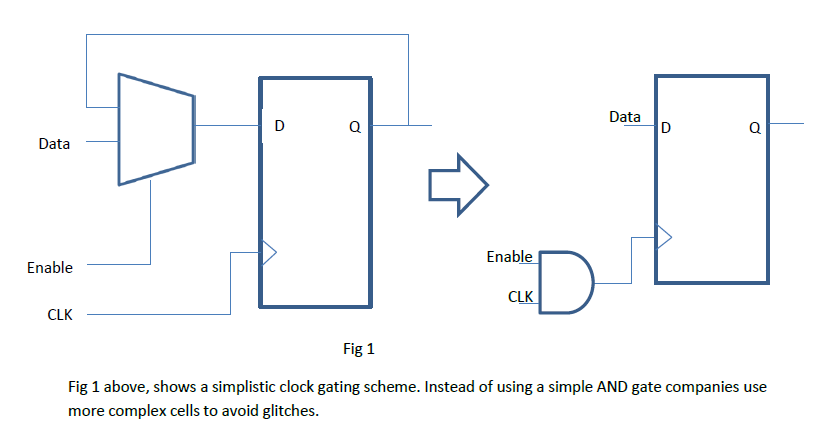 Data
Enable
CLK
D
Q
Data
D
Q
Enable
CLK
Fig 1
Fig 1 above, shows a simplistic clock gating scheme. Instead of using a simple AND gate companies use
more complex cells to avoid glitches.